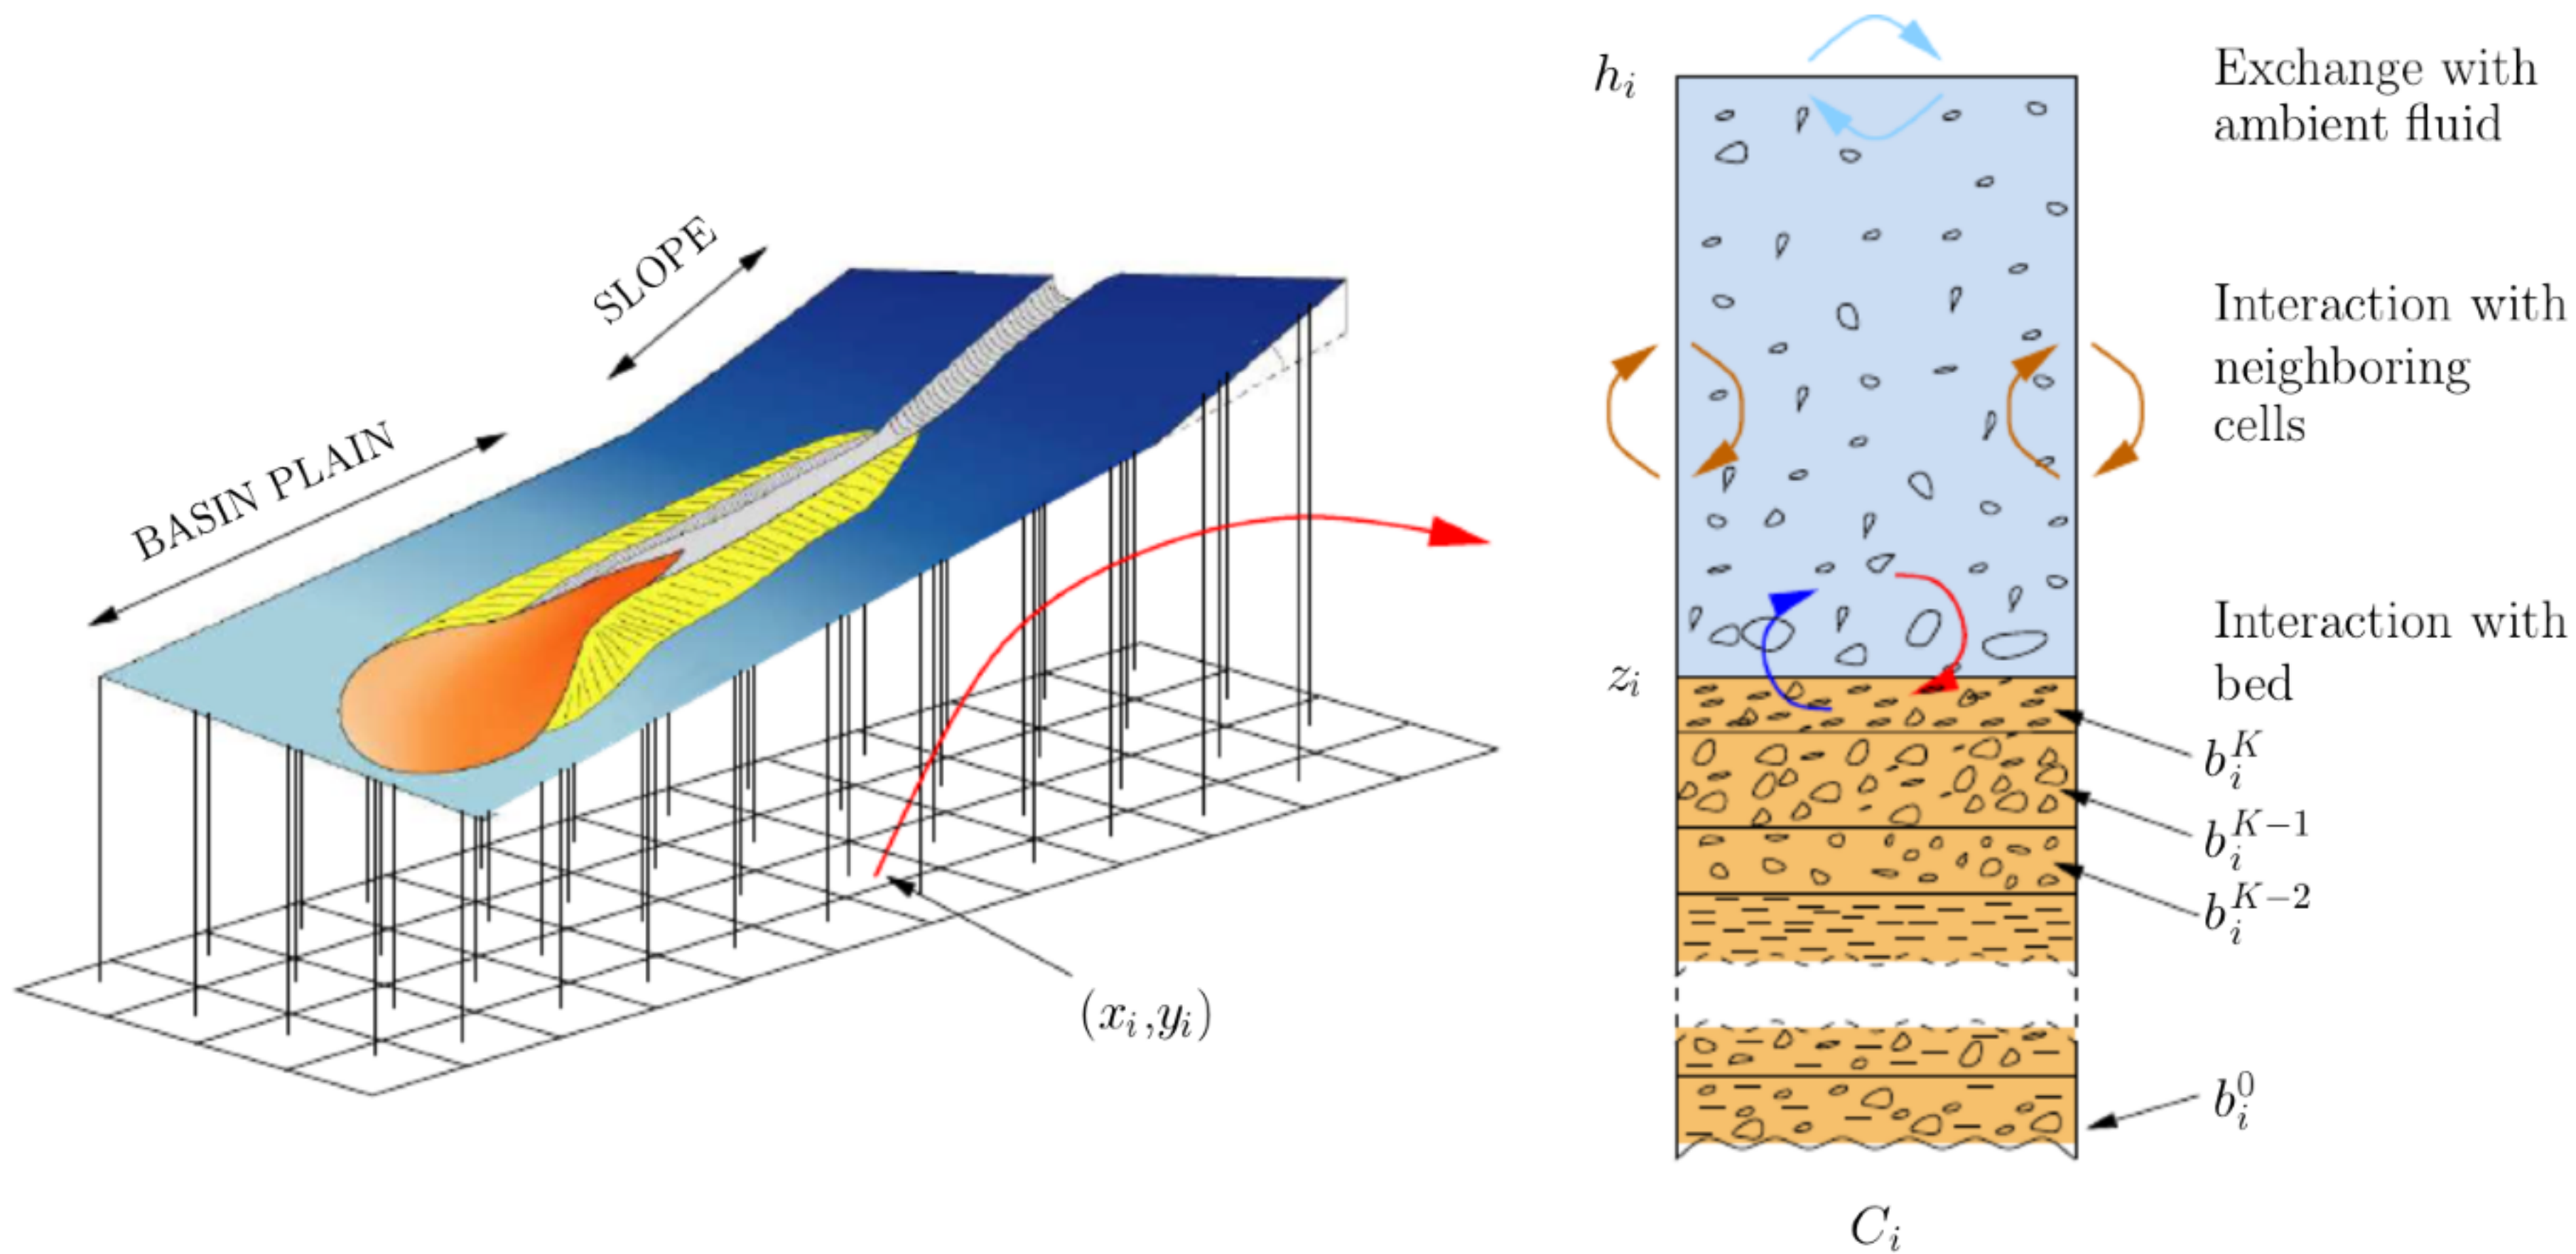 SLOPE
BASIN PLAIN
(x_i,y_i)
h_i
Exchange with
ambient fluid
Interaction with
neighboring
cells
Interaction with
bed
z_i
b_i^K
b_i^{K-1}
b_i^{K-2}
b_i^0
C_i